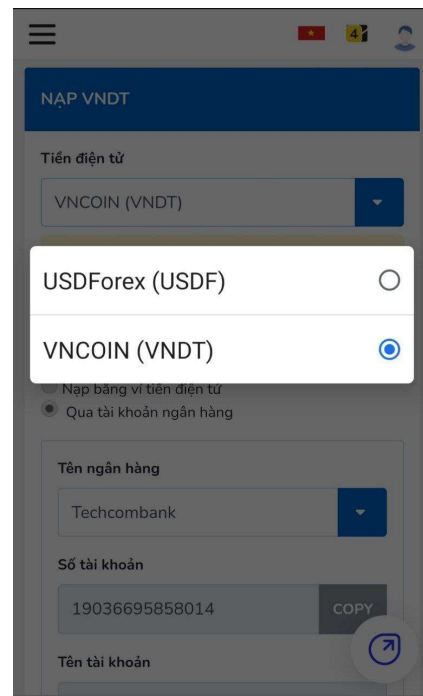 NẠP VNDT
Tiền điện tử
VNCOIN (VNDT)
USDForex (USDF)
VNCOIN (VNDT)
Nạp bằng ví tiền điện tử
Qua tài khoản ngân hàng
Tên ngân hàng
Techcombank
Số tài khoản
19036695858014
COPY
Tên tài khoản